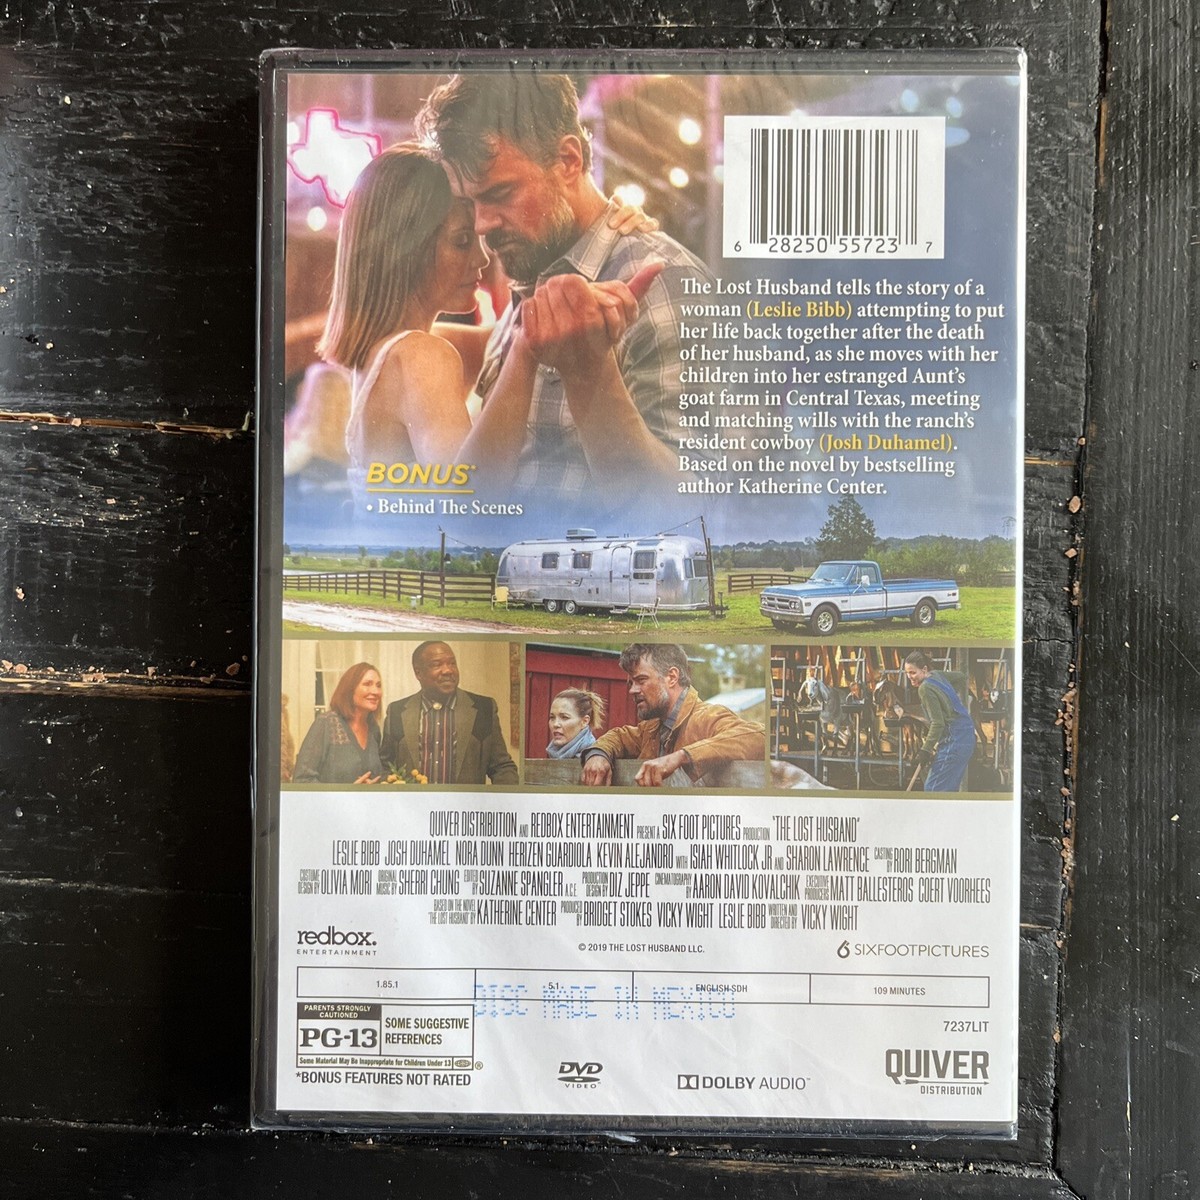 6 28250 55723 7
The Lost Husband tells the story of a
woman (Leslie Bibb) attempting to put
her life back together after the death
of her husband, as she moves with her
children into her estranged Aunt's
goat farm in Central Texas, meeting
and matching wills with the ranch's
resident cowboy (Josh Duhamel).
Based on the novel by bestselling
author Katherine Center.
BONUS*
• Behind The Scenes
QUIVER DISTRIBUTION AND REDBOX ENTERTAINMENT PRESENT A SIX FOOT PICTURES PRODUCTION "THE LOST HUSBAND"
LESLIE BIBB JOSH DUHAMEL NORA DUNN HERIZEN GUARDIOLA KEVIN ALEJANDRO WITH ISIAH WHITLOCK JR AND SHARON LAWRENCE CASTING BY RORI BERGMAN
COSTUME DESIGN BY OLIVIA MORI ORIGINAL MUSIC BY SHERRI CHUNG EDITED BY SUZANNE SPANGLER A.C.E. PRODUCTION DESIGN BY DIZ JEPPE CINEMATOGRAPHY BY AARON DAVID KOVALCHIK EXECUTIVE PRODUCERS MATT BALLESTEROS COERT VOORHEES
BASED ON THE NOVEL "THE LOST HUSBAND" BY KATHERINE CENTER PRODUCED BY BRIDGET STOKES VICKY WIGHT LESLIE BIBB WRITTEN AND DIRECTED BY VICKY WIGHT
redbox.
ENTERTAINMENT
© 2019 THE LOST HUSBAND LLC.
6 SIXFOOTPICTURES
1.85.1 5.1 ENGLISH SDH 109 MINUTES
DISC MADE IN MEXICO
PARENTS STRONGLY CAUTIONED
PG-13 SOME SUGGESTIVE REFERENCES
Some Material May Be Inappropriate for Children Under 13 ®
*BONUS FEATURES NOT RATED
7237LIT
DVD
VIDEO
DOLBY AUDIO™
QUIVER
DISTRIBUTION